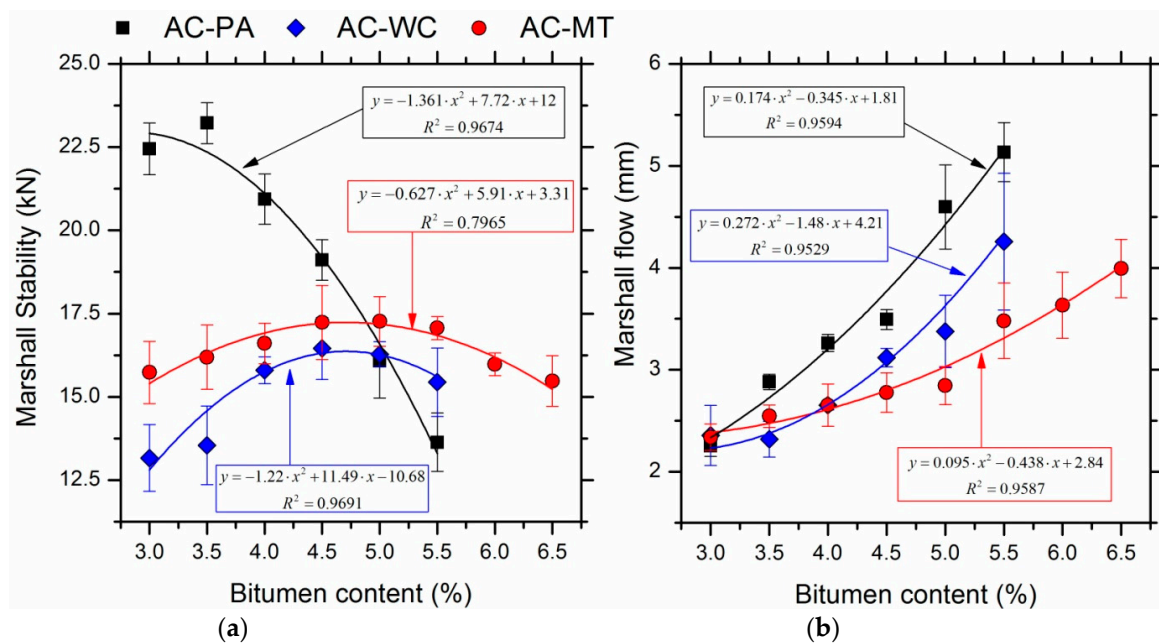 AC-PA AC-WC AC-MT
Marshall Stability (kN)
25.0
22.5
20.0
17.5
15.0
12.5
y = −1.361·x² + 7.72·x + 12
R² = 0.9674
y = −0.627·x² + 5.91·x + 3.31
R² = 0.7965
y = −1.22·x² + 11.49·x − 10.68
R² = 0.9691
3.0 3.5 4.0 4.5 5.0 5.5 6.0 6.5
Bitumen content (%)
(a)
Marshall flow (mm)
6
5
4
3
2
y = 0.174·x² − 0.345·x + 1.81
R² = 0.9594
y = 0.272·x² − 1.48·x + 4.21
R² = 0.9529
y = 0.095·x² − 0.438·x + 2.84
R² = 0.9587
3.0 3.5 4.0 4.5 5.0 5.5 6.0 6.5
Bitumen content (%)
(b)